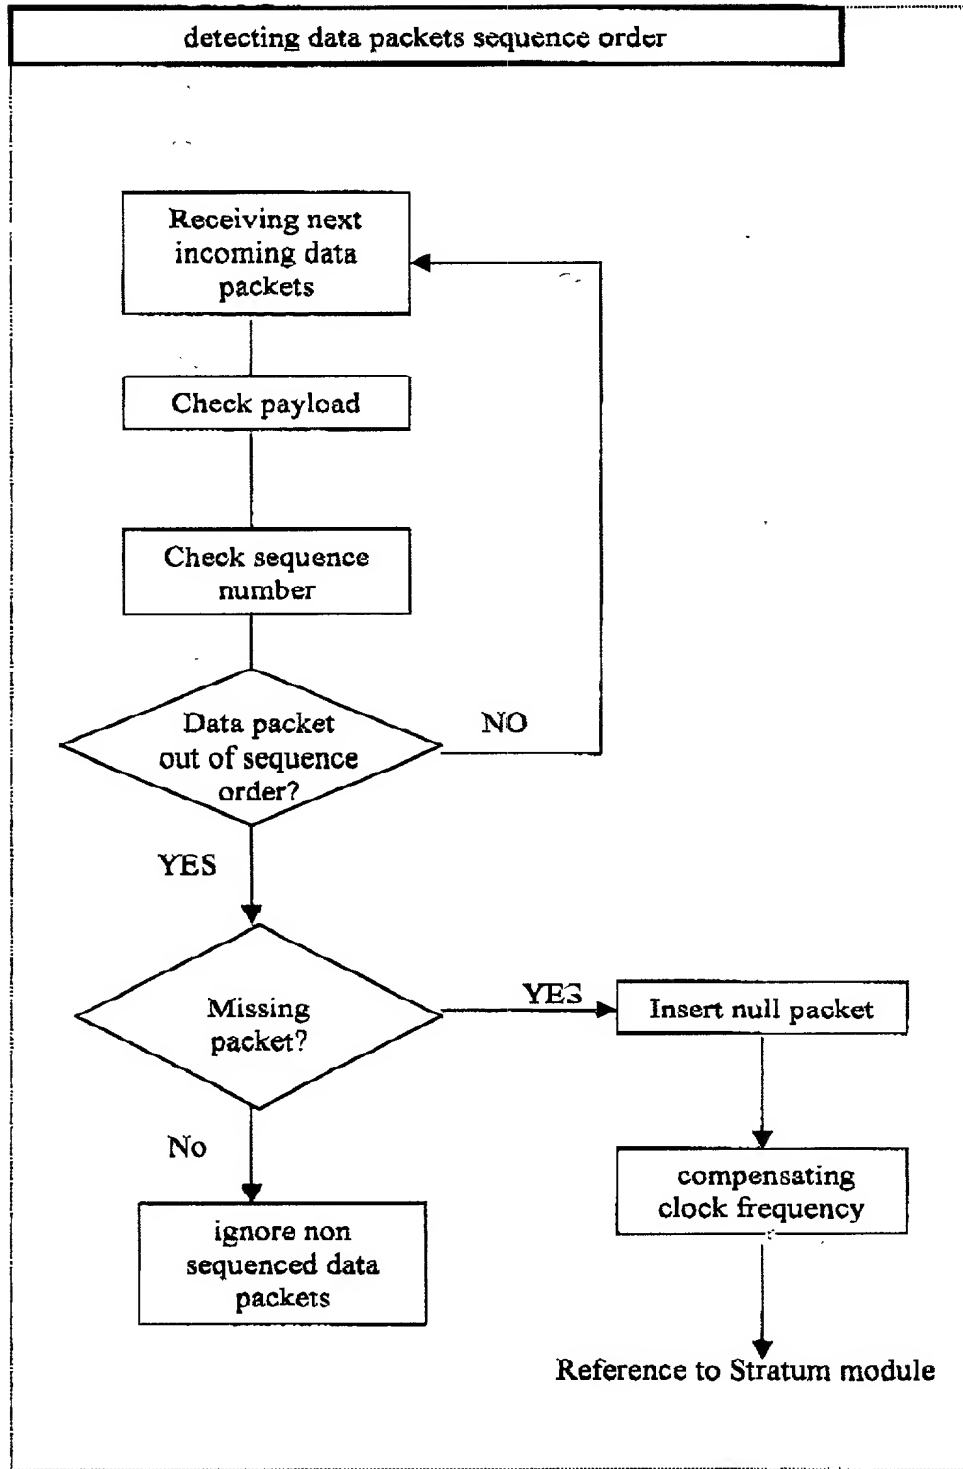 detecting data packets sequence order
Receiving next
incoming data
packets
Check payload
Check sequence
number
Data packet
out of sequence
order?
NO
YES
Missing
packet?
YES
Insert null packet
No
compensating
clock frequency
ignore non
sequenced data
packets
Reference to Stratum module